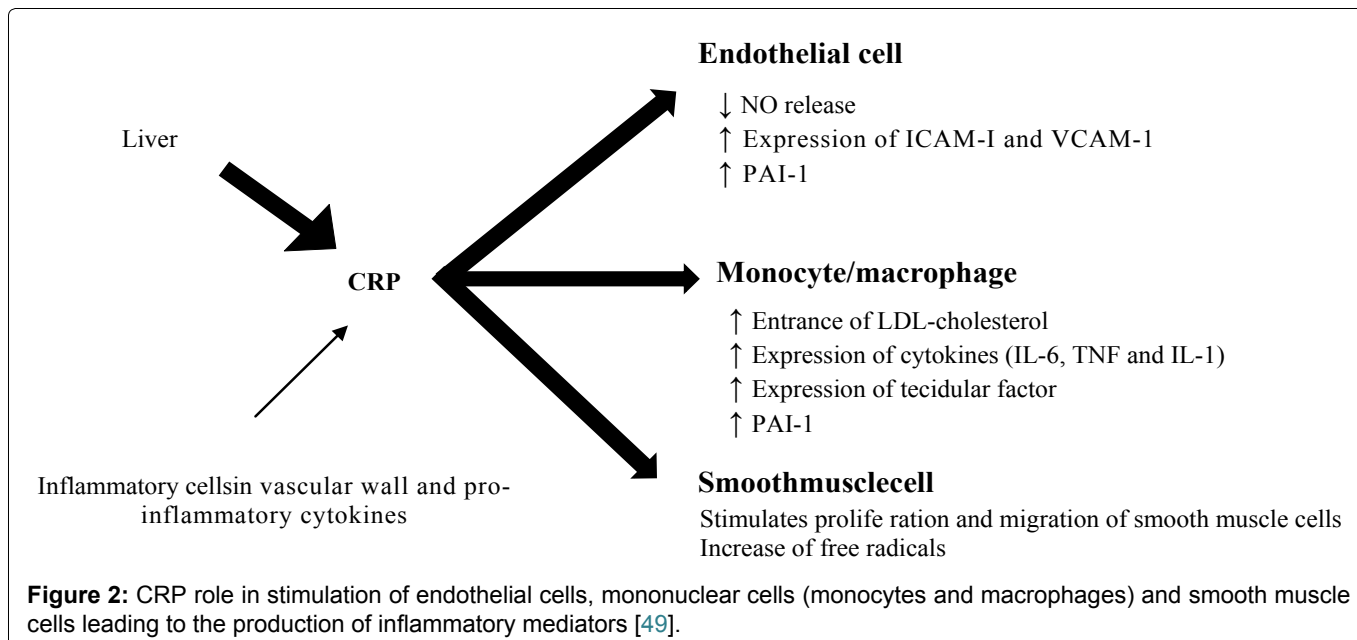 Liver
CRP
Inflammatory cellsin vascular wall and pro-
inflammatory cytokines
Endothelial cell
↓ NO release
↑ Expression of ICAM-I and VCAM-1
↑ PAI-1
Monocyte/macrophage
↑ Entrance of LDL-cholesterol
↑ Expression of cytokines (IL-6, TNF and IL-1)
↑ Expression of tecidular factor
↑ PAI-1
Smoothmusclecell
Stimulates prolife ration and migration of smooth muscle cells
Increase of free radicals
Figure 2: CRP role in stimulation of endothelial cells, mononuclear cells (monocytes and macrophages) and smooth muscle
cells leading to the production of inflammatory mediators [49].